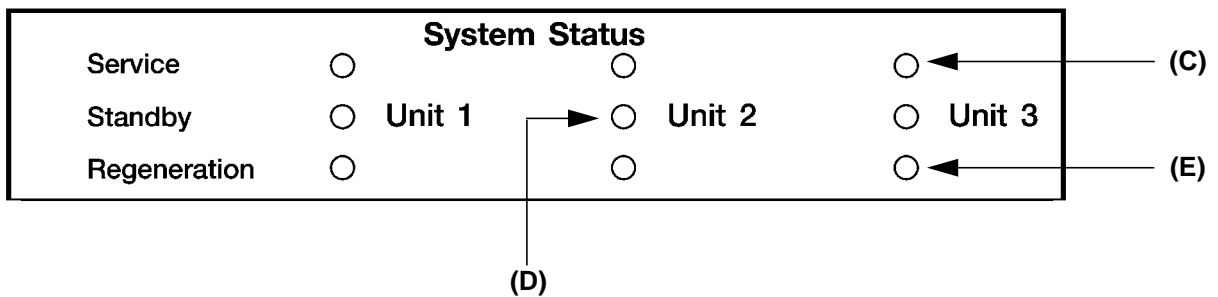 System Status
Service (C)
Standby Unit 1 Unit 2 Unit 3
Regeneration (E)
(D)